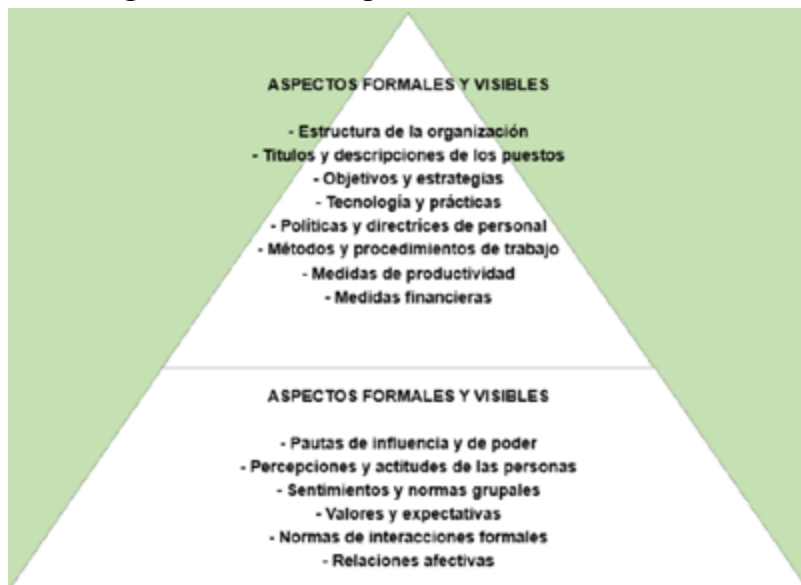 ASPECTOS FORMALES Y VISIBLES
- Estructura de la organización
- Titulos y descripciones de los puestos
- Objetivos y estrategias
- Tecnología y prácticas
- Políticas y directríces de personal
- Métodos y procedimientos de trabajo
- Medidas de productividad
- Medidas financieras
ASPECTOS FORMALES Y VISIBLES
- Pautas de influencia y de poder
- Percepciones y actitudes de las personas
- Sentimientos y normas grupales
- Valores y expectativas
- Normas de interacciones formales
- Relaciones afectivas